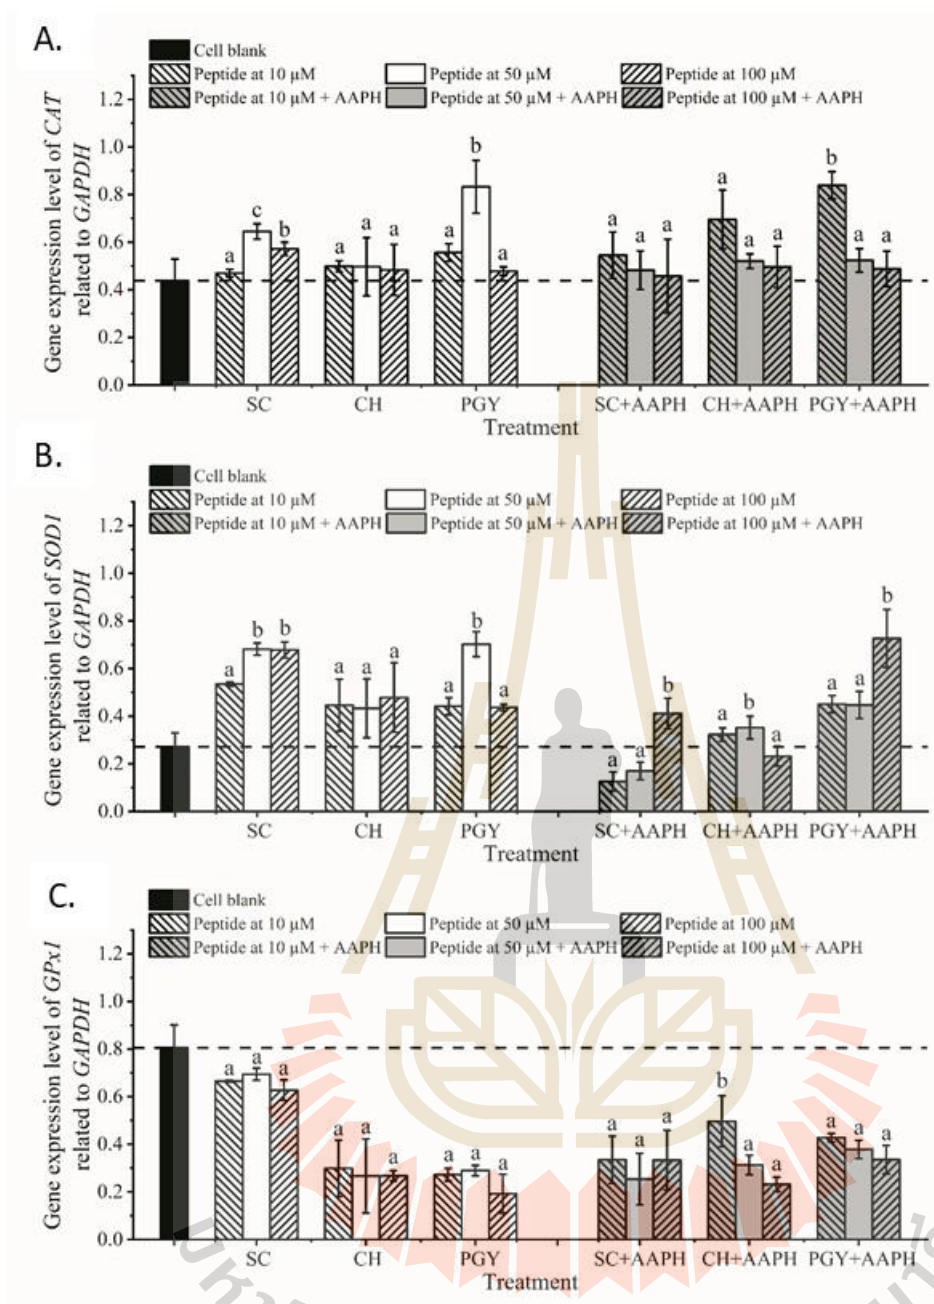 A.
Cell blank
Peptide at 10 µM Peptide at 50 µM Peptide at 100 µM
Peptide at 10 µM + AAPH Peptide at 50 µM + AAPH Peptide at 100 µM + AAPH
Gene expression level of CAT
related to GAPDH
1.2
1.0
0.8
0.6
0.4
0.2
0.0
a c b a a a a b a a a a a a a b a a
SC CH PGY SC+AAPH CH+AAPH PGY+AAPH
Treatment
B.
Cell blank
Peptide at 10 µM Peptide at 50 µM Peptide at 100 µM
Peptide at 10 µM + AAPH Peptide at 50 µM + AAPH Peptide at 100 µM + AAPH
Gene expression level of SOD1
related to GAPDH
1.2
1.0
0.8
0.6
0.4
0.2
0.0
a b b a a a a b a a a b a b a a a b
SC CH PGY SC+AAPH CH+AAPH PGY+AAPH
Treatment
C.
Cell blank
Peptide at 10 µM Peptide at 50 µM Peptide at 100 µM
Peptide at 10 µM + AAPH Peptide at 50 µM + AAPH Peptide at 100 µM + AAPH
Gene expression level of GPx1
related to GAPDH
1.2
1.0
0.8
0.6
0.4
0.2
0.0
a a a a a a a a a a a a b a a a a a
SC CH PGY SC+AAPH CH+AAPH PGY+AAPH
Treatment